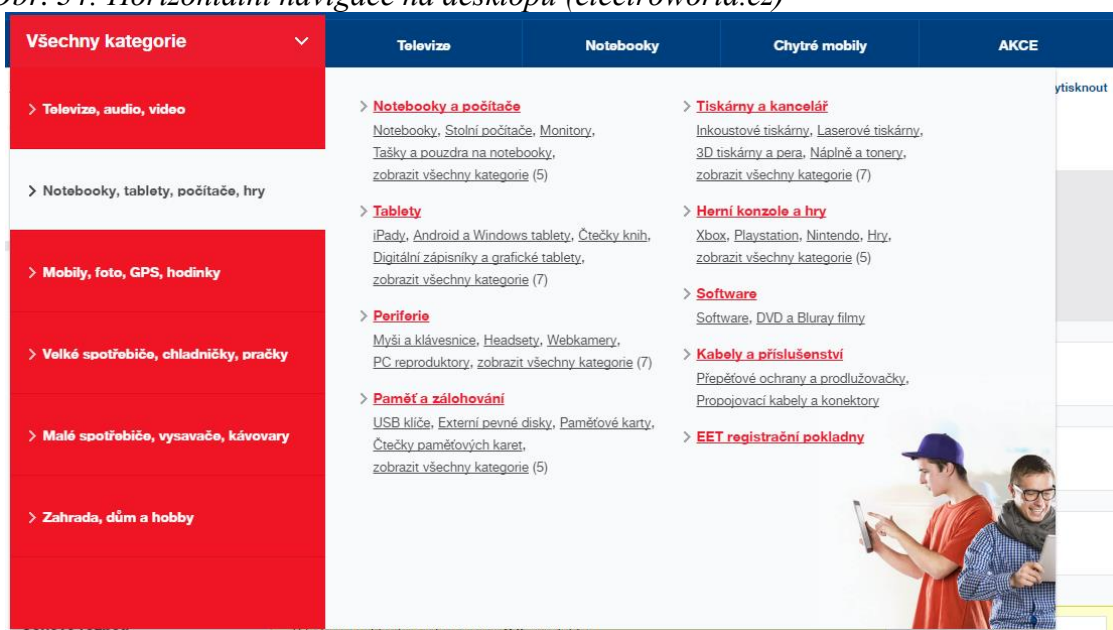 Obr. 34: Horizontální navigace na desktopu (electroworld.cz)
Všechny kategorie
Televize
Notebooky
Chytré mobily
AKCE
ytisknout
Televize, audio, video
Notebooky, tablety, počítače, hry
Mobily, foto, GPS, hodinky
Velké spotřebiče, chladničky, pračky
Malé spotřebiče, vysavače, kávovary
Zahrada, dům a hobby
Notebooky a počítače
Notebooky, Stolní počítače, Monitory,
Tašky a pouzdra na notebooky,
zobrazit všechny kategorie (5)
Tablety
iPady, Android a Windows tablety, Čtečky knih,
Digitální zápisníky a grafické tablety,
zobrazit všechny kategorie (7)
Periferie
Myši a klávesnice, Headsety, Webkamery,
PC reproduktory, zobrazit všechny kategorie (7)
Paměť a zálohování
USB klíče, Externí pevné disky, Paměťové karty,
Čtečky paměťových karet,
zobrazit všechny kategorie (5)
Tiskárny a kancelář
Inkoustové tiskárny, Laserové tiskárny,
3D tiskárny a pera, Náplně a tonery,
zobrazit všechny kategorie (7)
Herní konzole a hry
Xbox, Playstation, Nintendo, Hry,
zobrazit všechny kategorie (5)
Software
Software, DVD a Bluray filmy
Kabely a příslušenství
Přepěťové ochrany a prodlužovačky,
Propojovací kabely a konektory
EET registrační pokladny